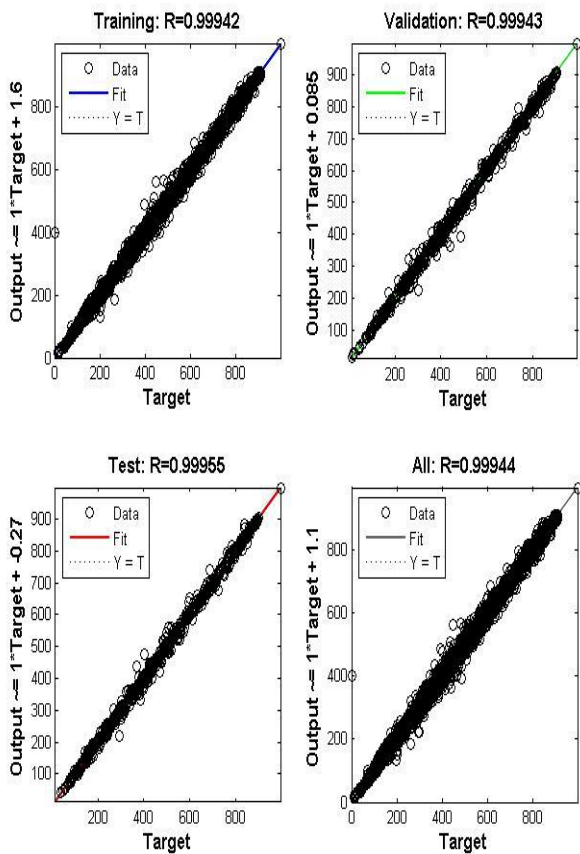 Training: R=0.99942
Output ~= 1*Target + 1.6
Data
Fit
Y = T
800
600
400
200
0
0 200 400 600 800
Target
Validation: R=0.99943
Output ~= 1*Target + 0.085
Data
Fit
Y = T
900
800
700
600
500
400
300
200
100
0
0 200 400 600 800
Target
Test: R=0.99955
Output ~= 1*Target + -0.27
Data
Fit
Y = T
900
800
700
600
500
400
300
200
100
200 400 600 800
Target
All: R=0.99944
Output ~= 1*Target + 1.1
Data
Fit
Y = T
800
600
400
200
0
0 200 400 600 800
Target